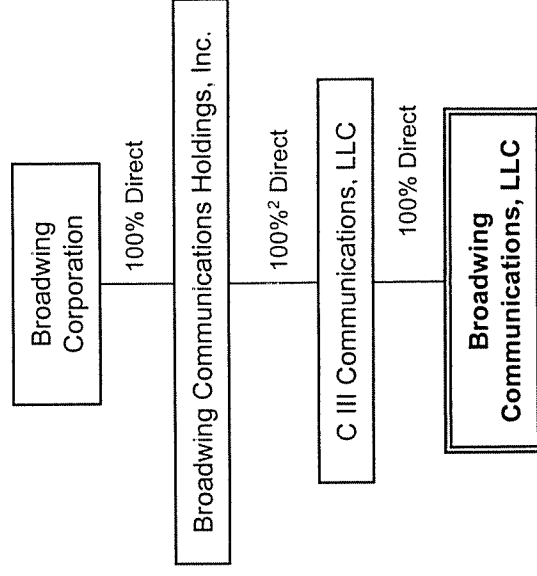 Broadwing
Corporation
100% Direct
Broadwing Communications Holdings, Inc.
100%² Direct
C III Communications, LLC
100% Direct
Broadwing
Communications, LLC